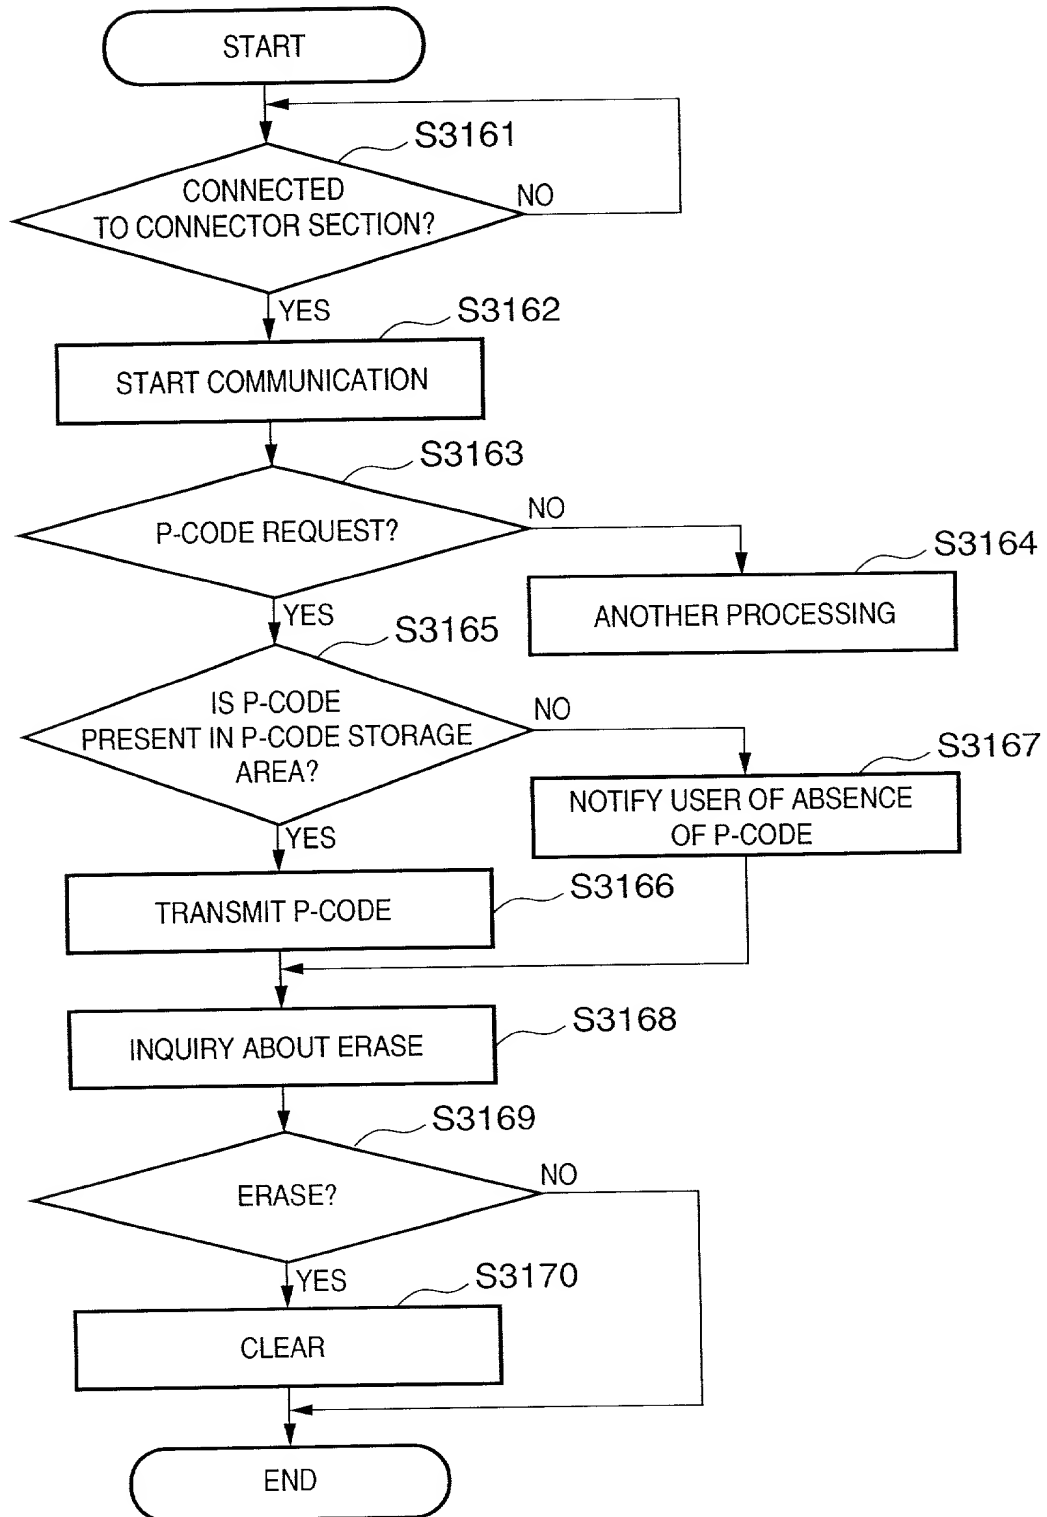 START
S3161
CONNECTED
TO CONNECTOR SECTION?
NO
YES
S3162
START COMMUNICATION
S3163
P-CODE REQUEST?
NO
S3164
ANOTHER PROCESSING
YES
S3165
IS P-CODE
PRESENT IN P-CODE STORAGE
AREA?
NO
S3167
NOTIFY USER OF ABSENCE
OF P-CODE
YES
S3166
TRANSMIT P-CODE
S3168
INQUIRY ABOUT ERASE
S3169
ERASE?
NO
YES
S3170
CLEAR
END